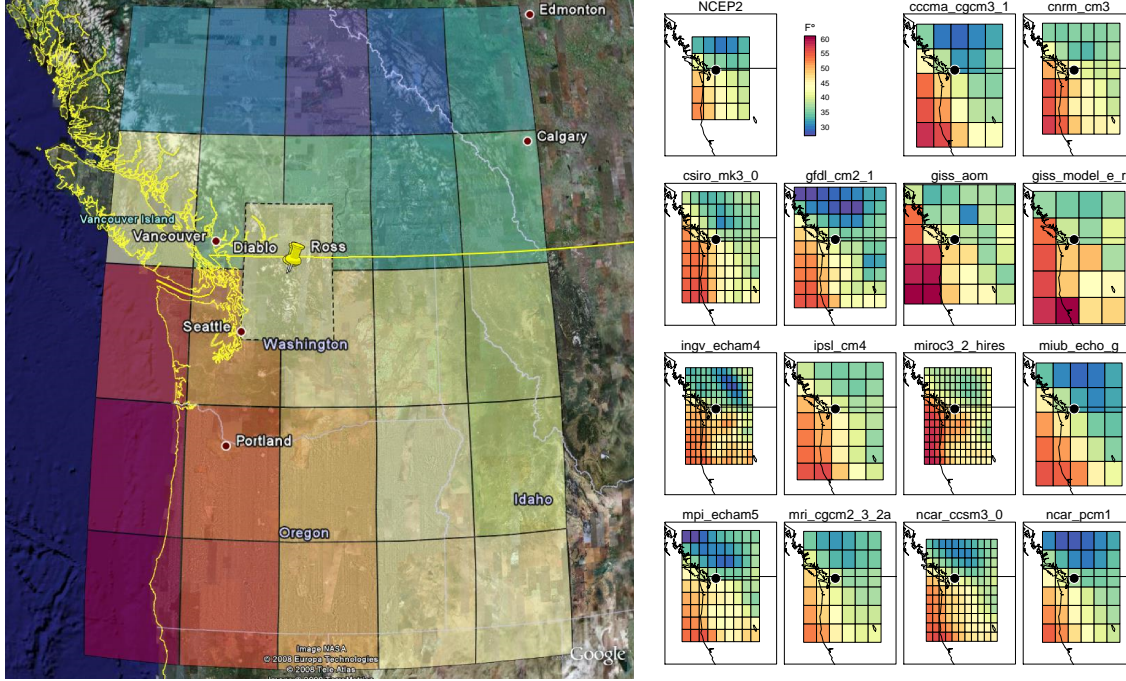 Edmonton
Calgary
Vancouver Island
Vancouver
Diablo
Ross
Seattle
Washington
Portland
Idaho
Oregon
Image NASA
© 2008 Europa Technologies
© 2008 Tele Atlas
Google
NCEP2
F°
60
55
50
45
40
35
30
cccma_cgcm3_1
cnrm_cm3
csiro_mk3_0
gfdl_cm2_1
giss_aom
giss_model_e_r
ingv_echam4
ipsl_cm4
miroc3_2_hires
miub_echo_g
mpi_echam5
mri_cgcm2_3_2a
ncar_ccsm3_0
ncar_pcm1